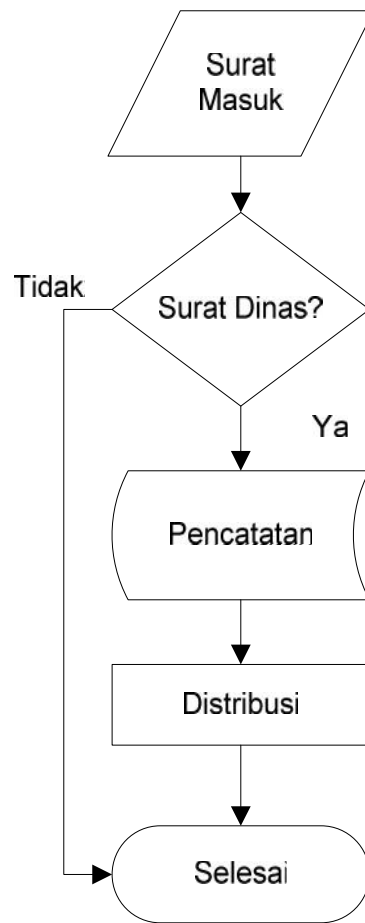 Surat
Masuk
Tidak
Surat Dinas?
Ya
Pencatatan
Distribusi
Selesai